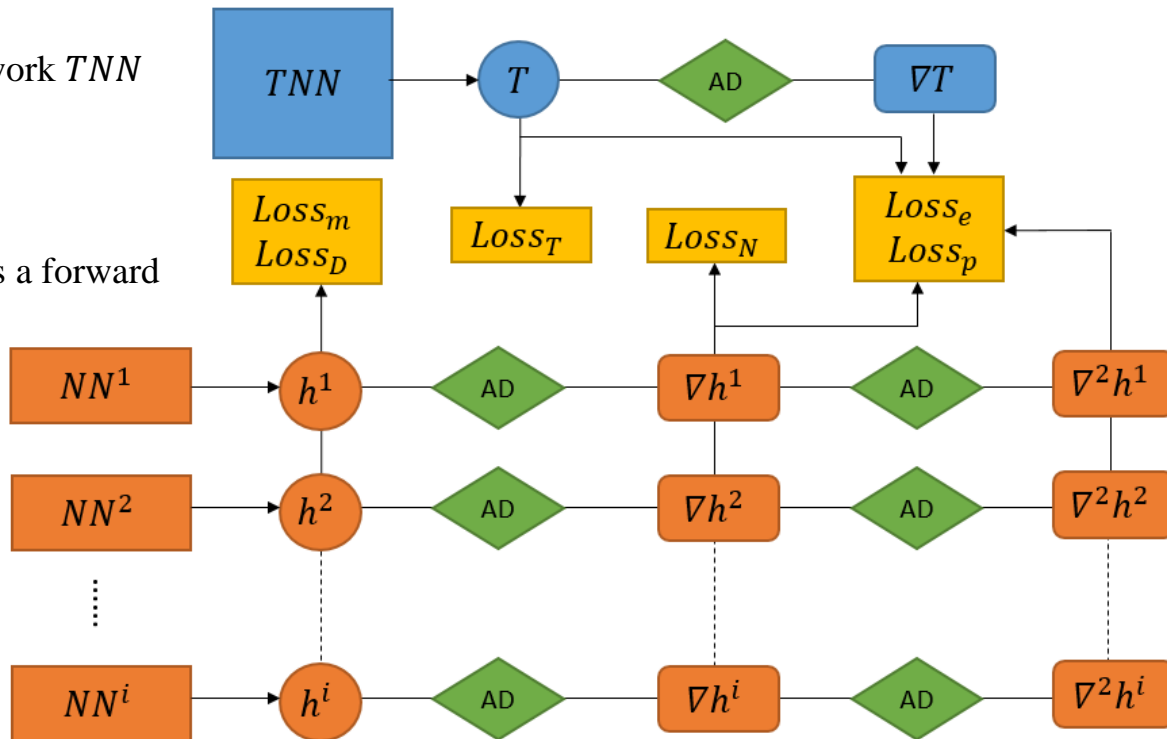 work TNN
TNN
T
AD
∇T
Loss_m
Loss_D
Loss_T
Loss_N
Loss_e
Loss_p
s a forward
NN^1
h^1
AD
∇h^1
AD
∇^2h^1
NN^2
h^2
AD
∇h^2
AD
∇^2h^2
NN^i
h^i
AD
∇h^i
AD
∇^2h^i